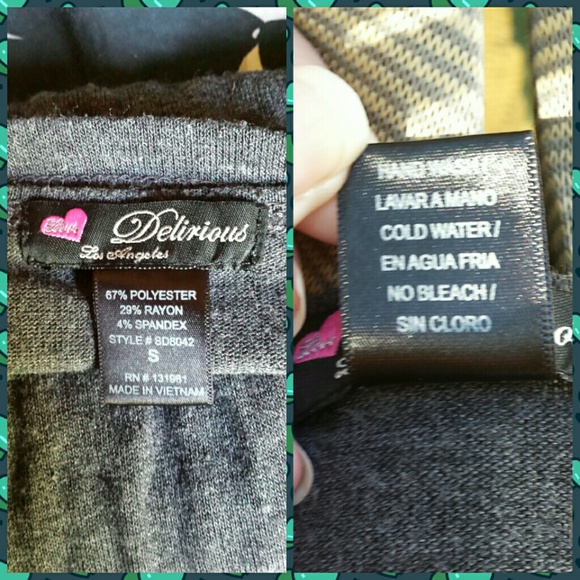 Delirious
Los Angeles
67% POLYESTER
29% RAYON
4% SPANDEX
STYLE # 8D8042
S
RN # 131961
MADE IN VIETNAM
LAVAR A MANO
COLD WATER /
EN AGUA FRIA
NO BLEACH /
SIN CLORO